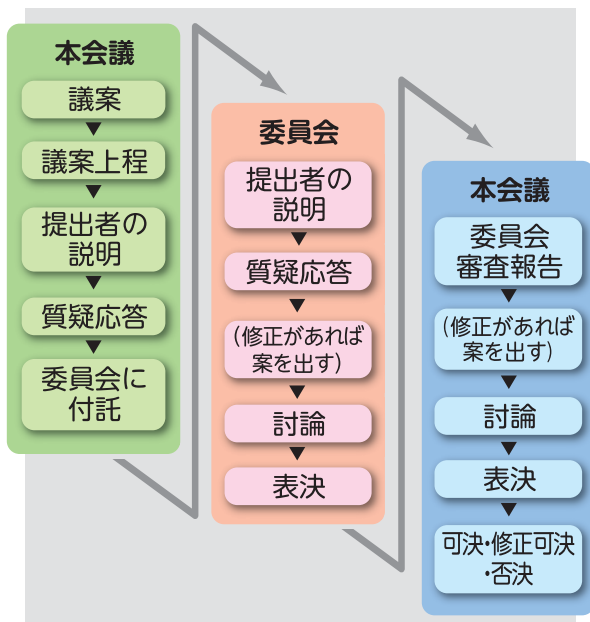 本会議
議案
議案上程
提出者の
説明
質疑応答
委員会に
付託
委員会
提出者の
説明
質疑応答
(修正があれば
案を出す)
討論
表決
本会議
委員会
審査報告
(修正があれば
案を出す)
討論
表決
可決・修正可決
・否決